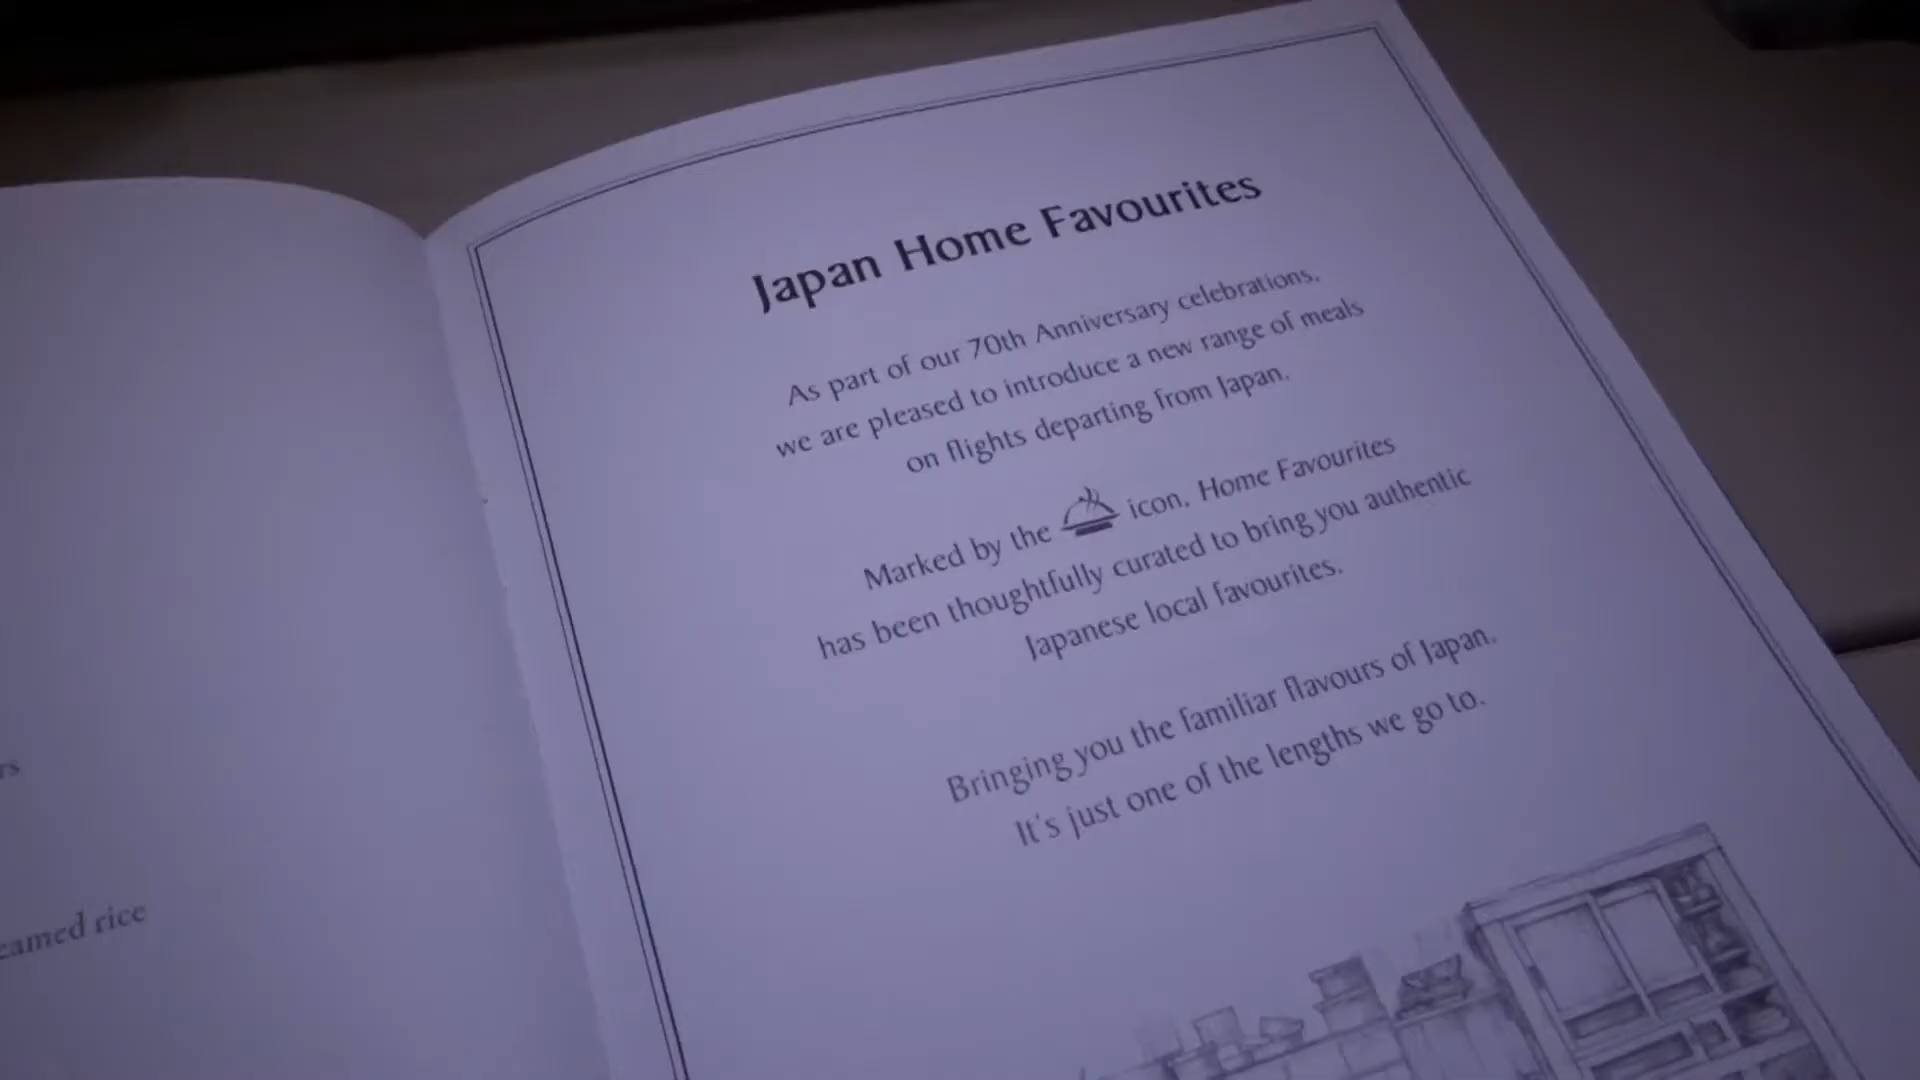 eamed rice
Japan Home Favourites
As part of our 70th Anniversary celebrations,
we are pleased to introduce a new range of meals
on flights departing from Japan.
Marked by the icon, Home Favourites
has been thoughtfully curated to bring you authentic
Japanese local favourites.
Bringing you the familiar flavours of Japan.
It's just one of the lengths we go to.